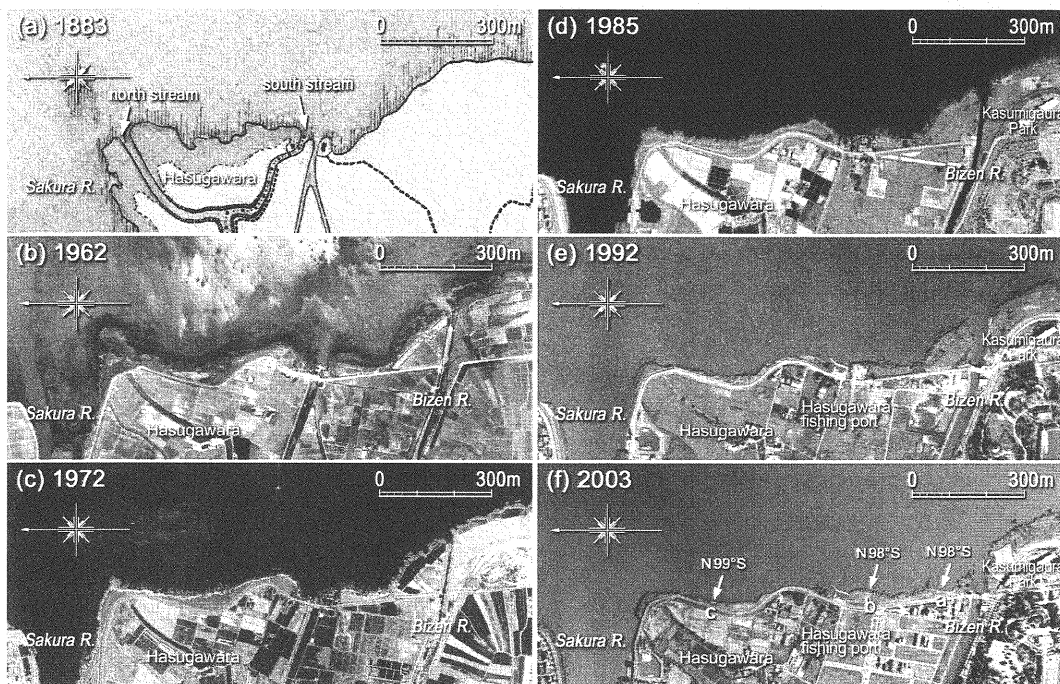 (a) 1883
0 300m
north stream
south stream
Sakura R.
Hasugawara
(b) 1962
0 300m
Sakura R.
Hasugawara
Bizen R.
(c) 1972
0 300m
Sakura R.
Hasugawara
Bizen R.
(d) 1985
0 300m
Kasumigaura
Park
Sakura R.
Hasugawara
Bizen R.
(e) 1992
0 300m
Kasumigaura
Park
Sakura R.
Hasugawara
Hasugawara
fishing port
Bizen R.
(f) 2003
0 300m
N99°S
N98°S
N98°S
Kasumigaura
Park
c
b
a
Sakura R.
Hasugawara
Hasugawara
fishing port
Bizen R.